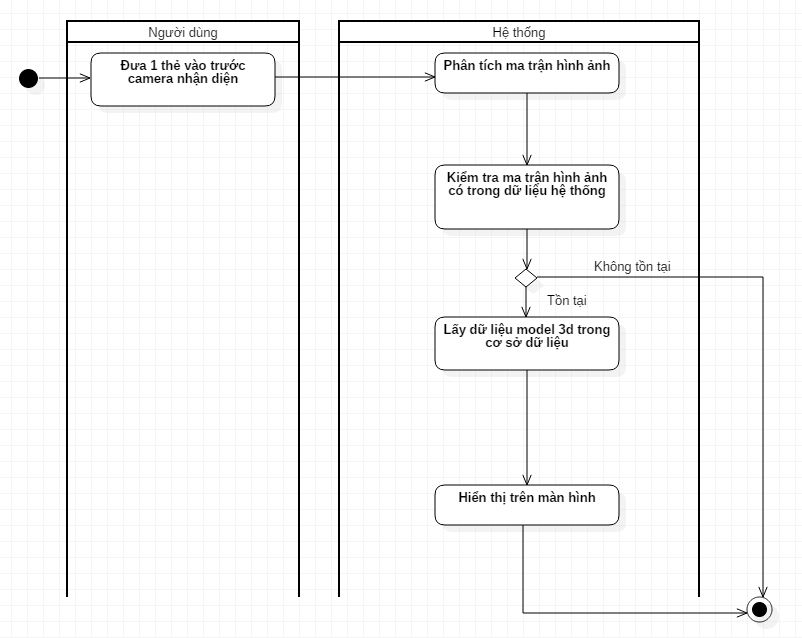 Người dùng
Hệ thống
Đưa 1 thẻ vào trước
camera nhận diện
Phân tích ma trận hình ảnh
Kiểm tra ma trận hình ảnh
có trong dữ liệu hệ thống
Không tồn tại
Tồn tại
Lấy dữ liệu model 3d trong
cơ sở dữ liệu
Hiển thị trên màn hình